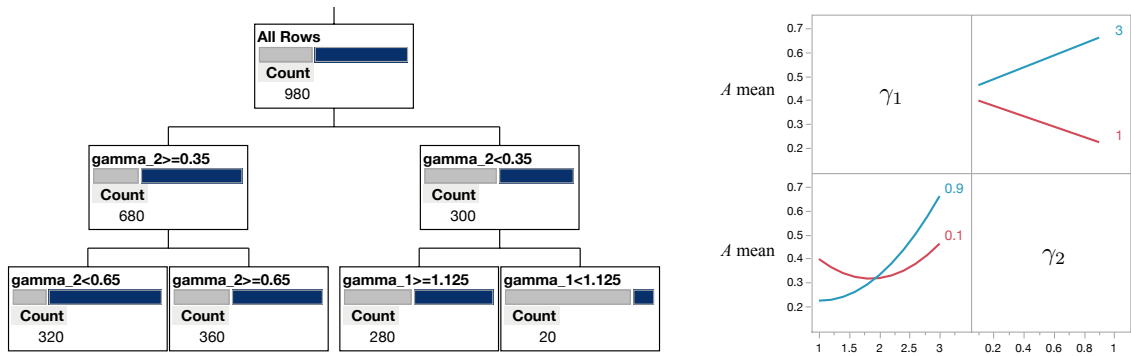 All Rows
Count
980
gamma_2>=0.35
Count
680
gamma_2<0.35
Count
300
gamma_2<0.65
Count
320
gamma_2>=0.65
Count
360
gamma_1>=1.125
Count
280
gamma_1<1.125
Count
20
0.7
0.6
0.5
0.4
0.3
0.2
A mean
γ₁
3
1
0.7
0.6
0.5
0.4
0.3
0.2
A mean
0.9
0.1
γ₂
1 1.5 2 2.5 3 0.2 0.4 0.6 0.8 1